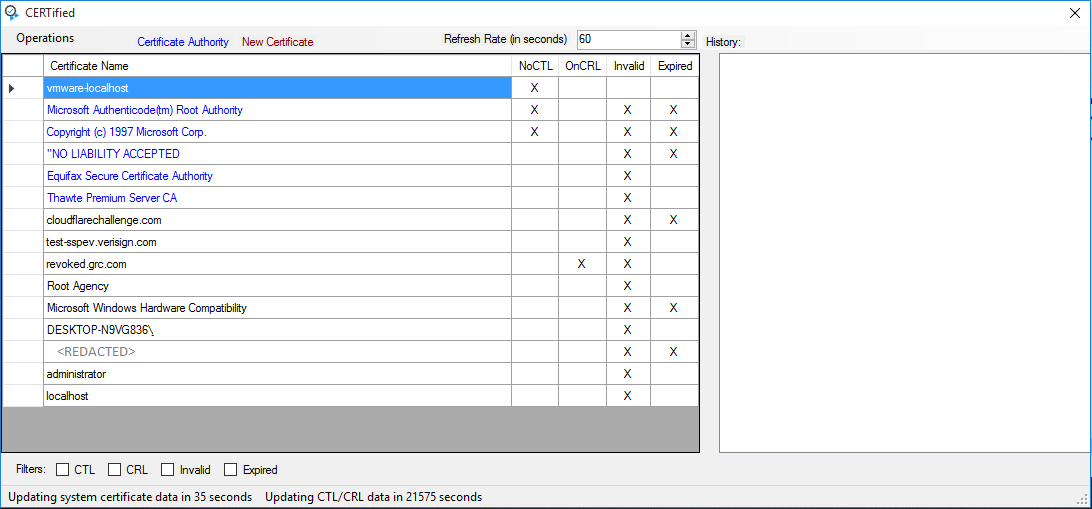 CERTified
Operations Certificate Authority New Certificate Refresh Rate (in seconds) 60 History:
Certificate Name NoCTL OnCRL Invalid Expired
vmware-localhost X
Microsoft Authenticode(tm) Root Authority X X X
Copyright (c) 1997 Microsoft Corp. X X X
"NO LIABILITY ACCEPTED X X
Equifax Secure Certificate Authority X
Thawte Premium Server CA X
cloudflarechallenge.com X X
test-sspev.verisign.com X
revoked.grc.com X X
Root Agency X
Microsoft Windows Hardware Compatibility X X
DESKTOP-N9VG836\ X
<REDACTED> X X
administrator X
localhost X
Filters: CTL CRL Invalid Expired
Updating system certificate data in 35 seconds Updating CTL/CRL data in 21575 seconds